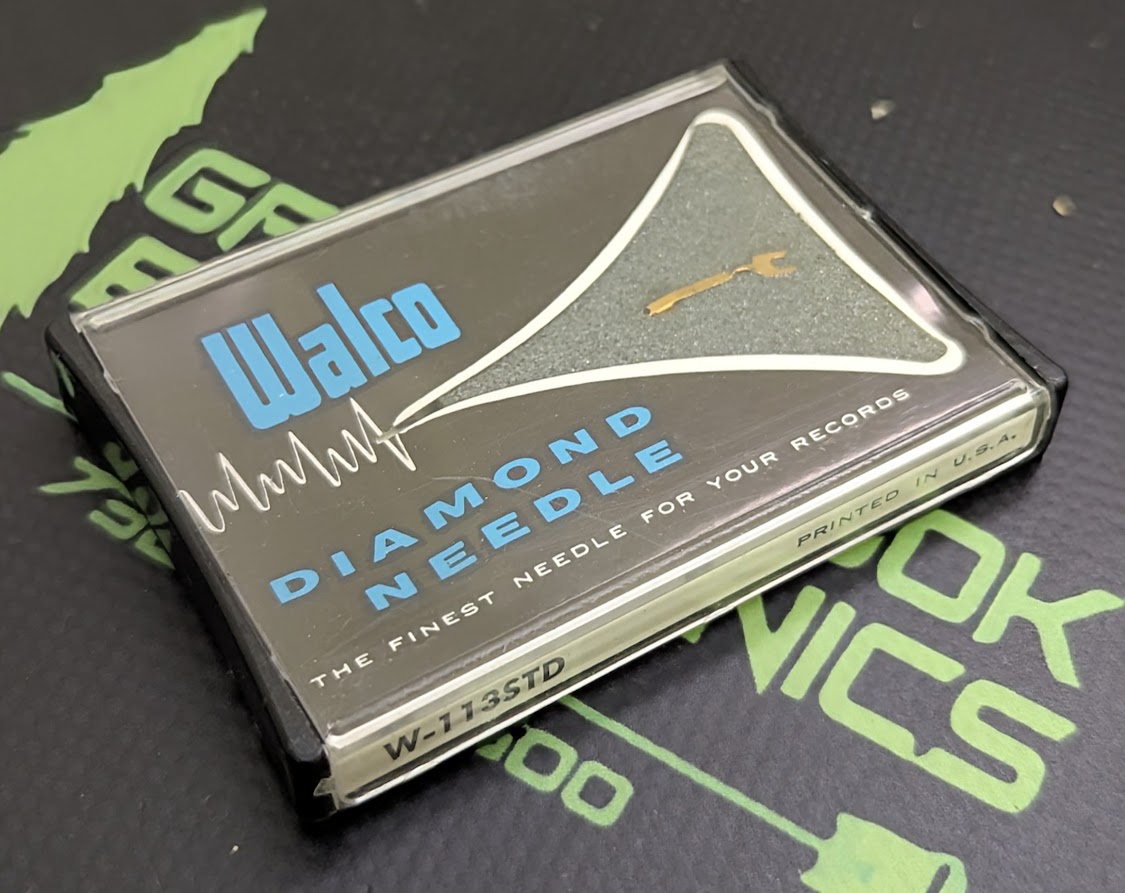 Walco
DIAMOND
NEEDLE
THE FINEST NEEDLE FOR YOUR RECORDS
W-113STD
PRINTED IN U.S.A.